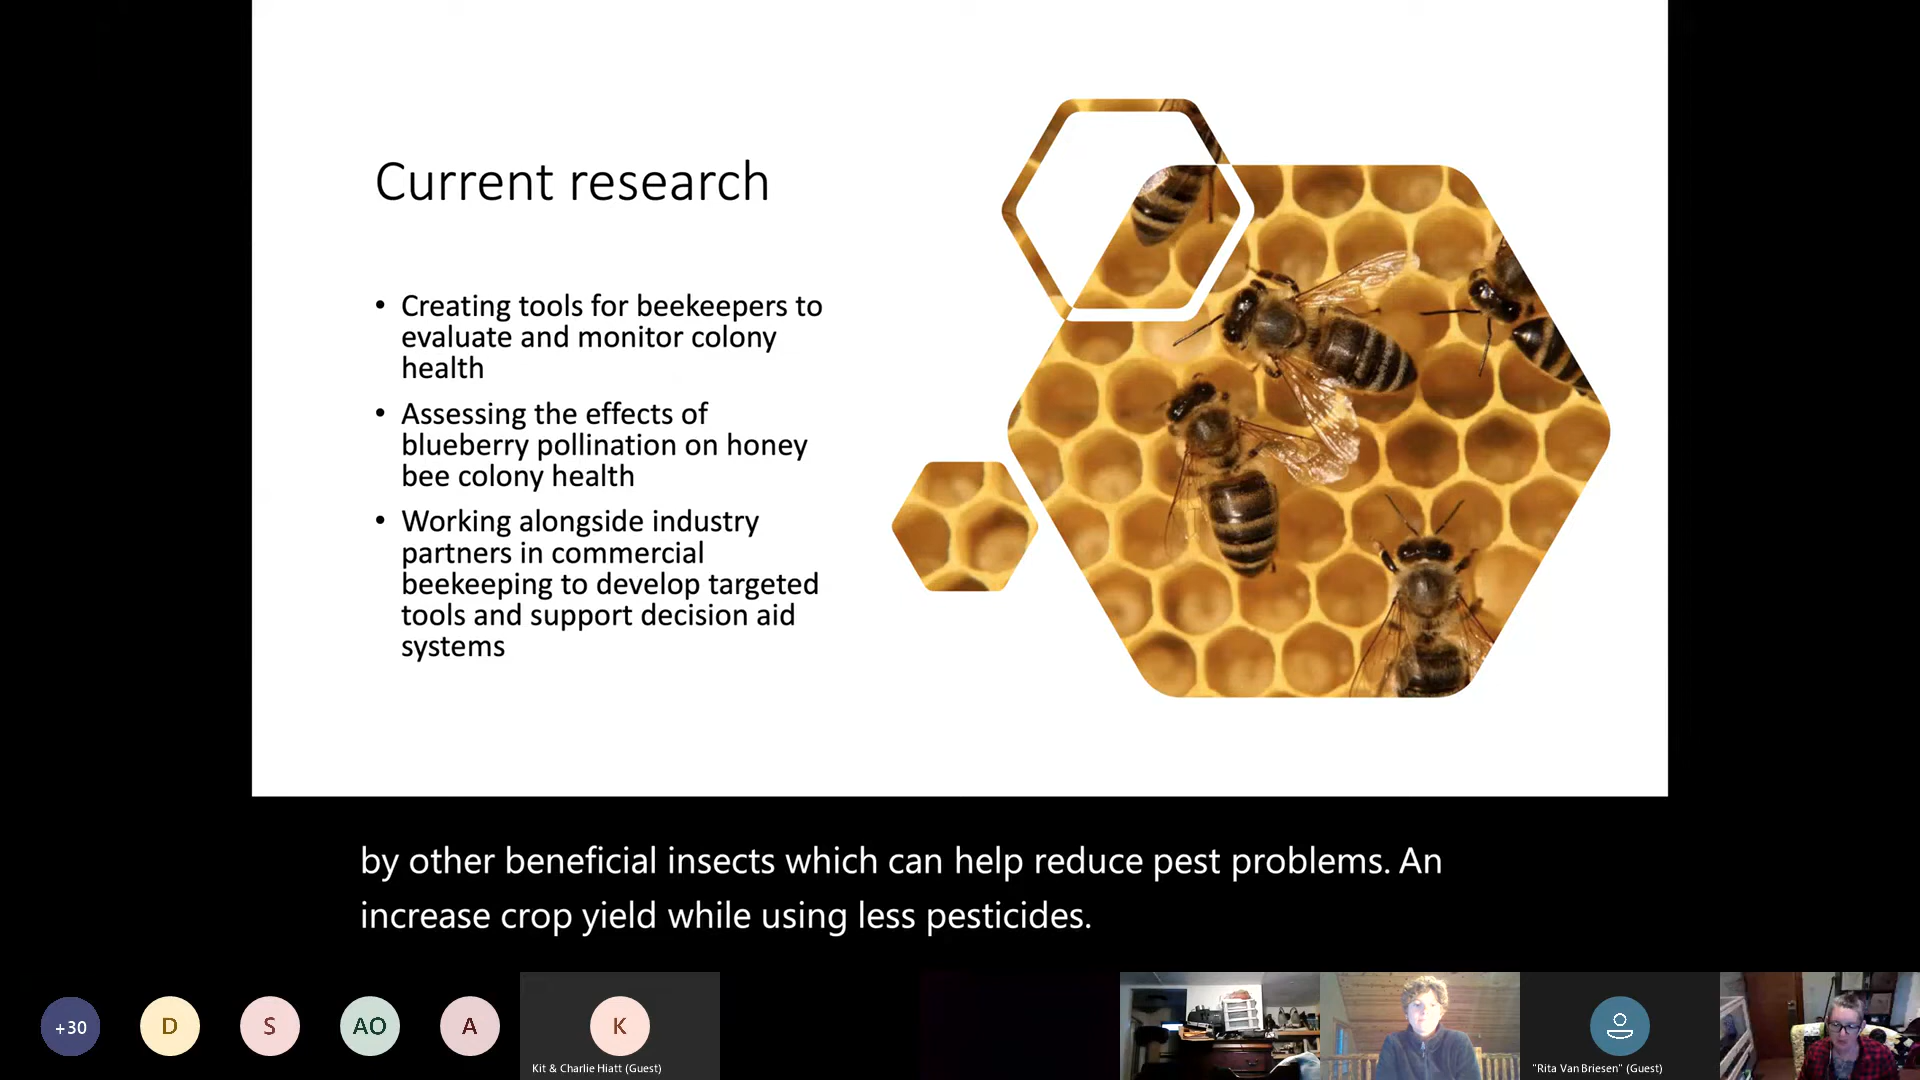 Current research
• Creating tools for beekeepers to
evaluate and monitor colony
health
• Assessing the effects of
blueberry pollination on honey
bee colony health
• Working alongside industry
partners in commercial
beekeeping to develop targeted
tools and support decision aid
systems
by other beneficial insects which can help reduce pest problems. An
increase crop yield while using less pesticides.
+30
D
S
AO
A
K
Kit & Charlie Hiatt (Guest)
"Rita Van Briesen" (Guest)